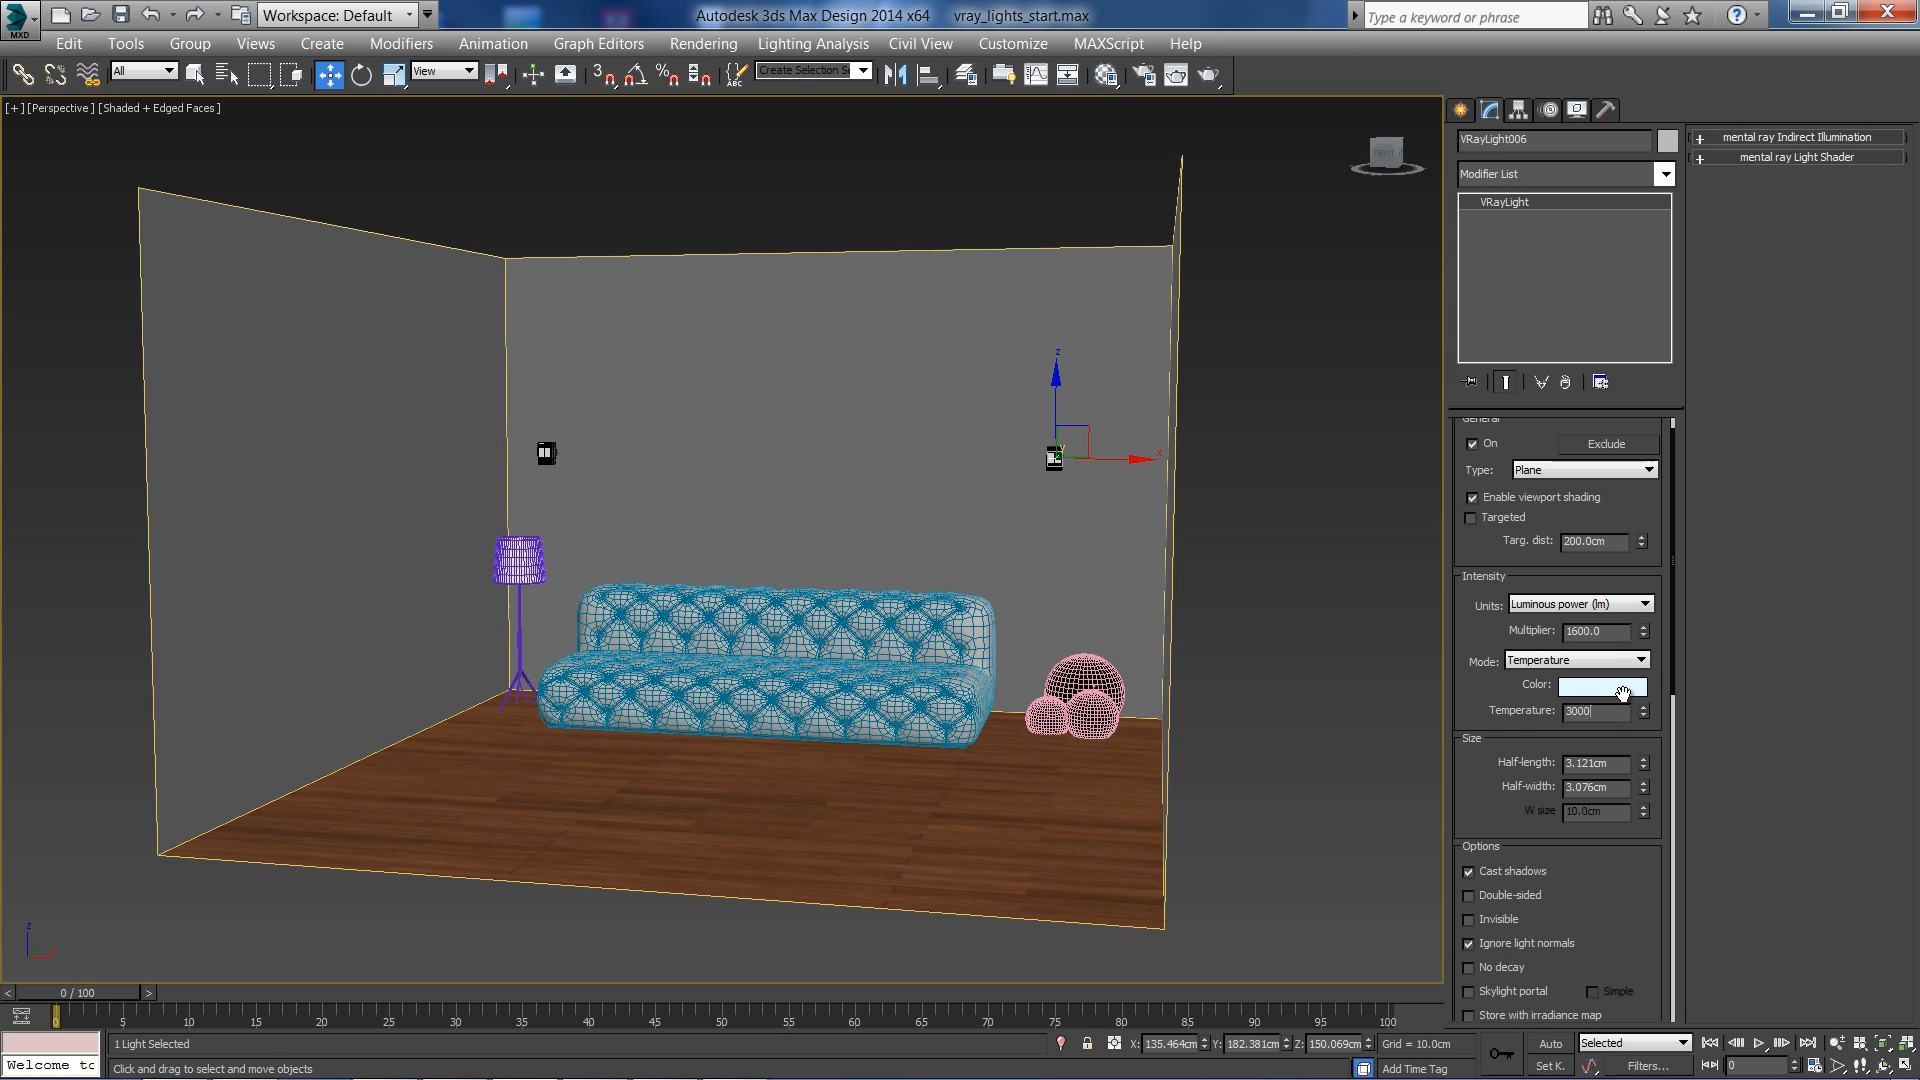 MXD
Workspace: Default
Autodesk 3ds Max Design 2014 x64 vray_lights_start.max
Type a keyword or phrase
Edit Tools Group Views Create Modifiers Animation Graph Editors Rendering Lighting Analysis Civil View Customize MAXScript Help
All View 3 ABC Create Selection Se
[+][Perspective][Shaded + Edged Faces]
FRONT
VRayLight006
mental ray Indirect Illumination
mental ray Light Shader
Modifier List
VRayLight
General
On Exclude
Type: Plane
Enable viewport shading
Targeted
Targ. dist: 200.0cm
Intensity
Units: Luminous power (lm)
Multiplier: 1600.0
Mode: Temperature
Color:
Temperature: 3000
Size
Half-length: 3.121cm
Half-width: 3.076cm
W size 10.0cm
Options
Cast shadows
Double-sided
Invisible
Ignore light normals
No decay
Skylight portal Simple
Store with irradiance map
z x
z
y
x
0 / 100
0 5 10 15 20 25 30 35 40 45 50 55 60 65 70 75 80 85 90 95 100
1 Light Selected
X: 135.464cm Y: 182.381cm Z: 150.069cm Grid = 10.0cm
Auto Selected
Welcome to
Click and drag to select and move objects
Add Time Tag
Set K. Filters... 0